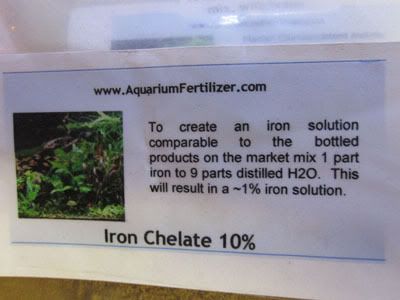 www.AquariumFertilizer.com
To create an iron solution
comparable to the bottled
products on the market mix 1 part
iron to 9 parts distilled H2O. This
will result in a ~1% iron solution.
Iron Chelate 10%